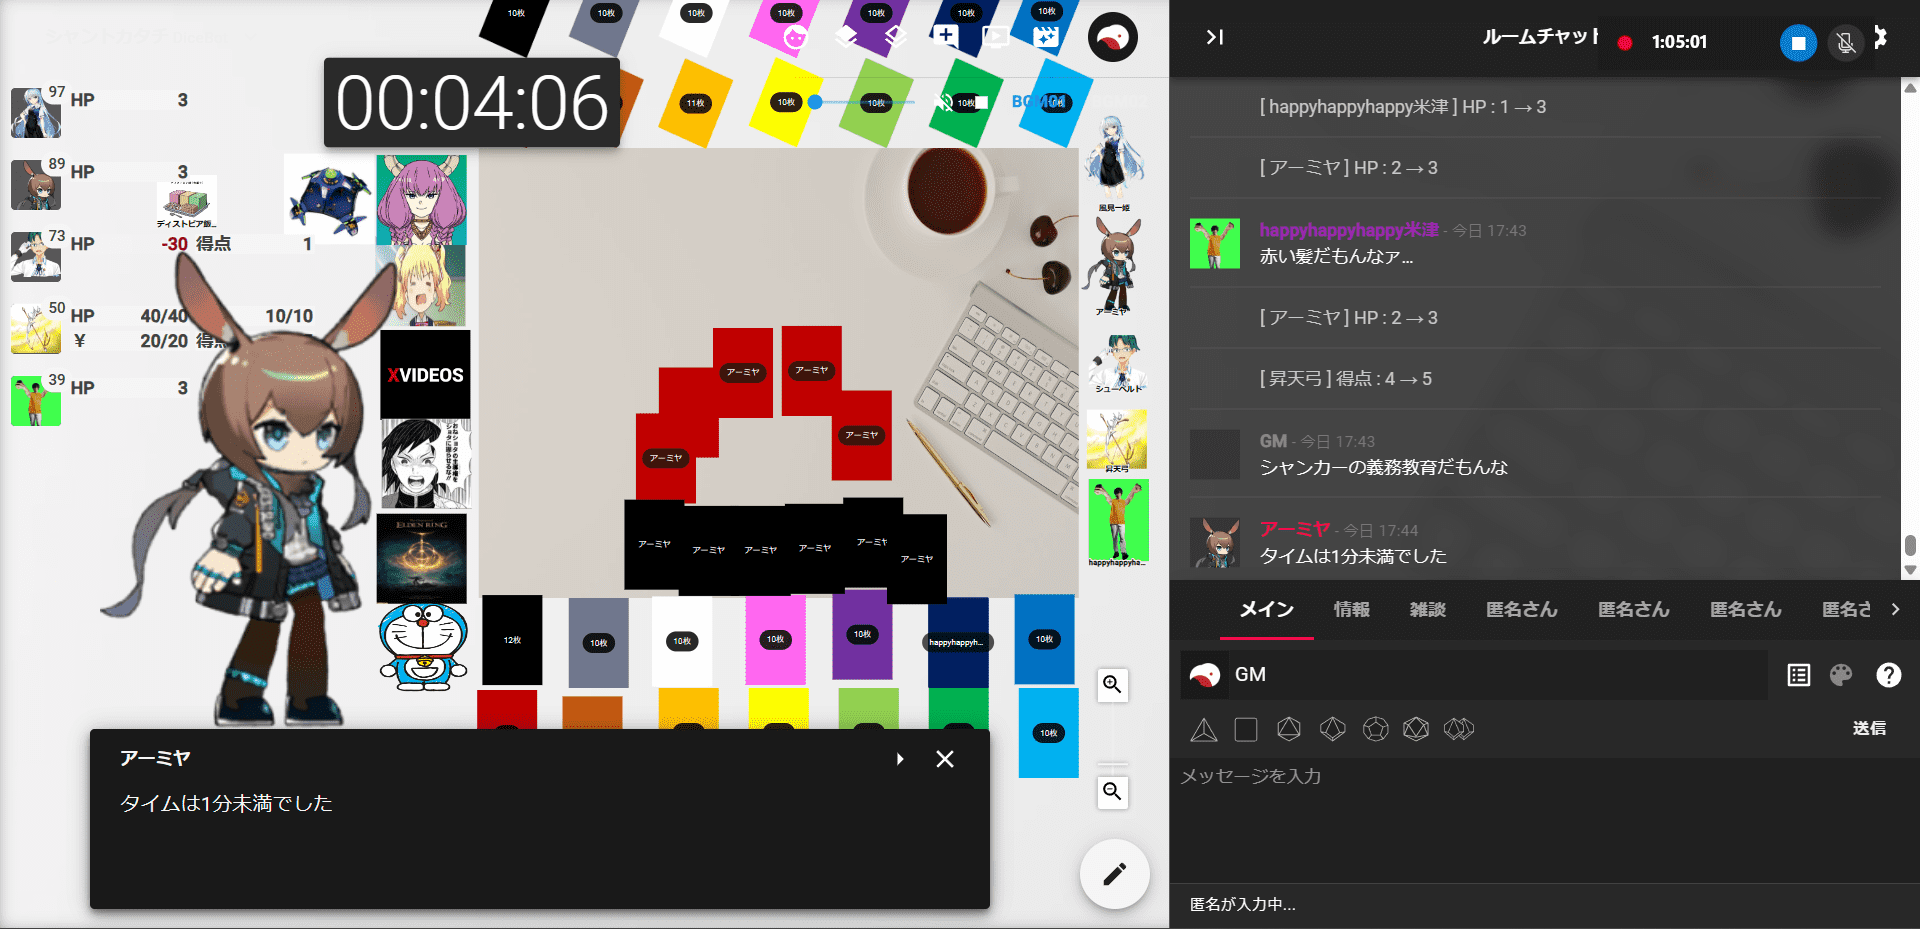 10枚
10枚
10枚
10枚
10枚
10枚
10枚
00:04:06
11枚
10枚
10枚
10枚
97
HP 3
89
HP 3
ディストピア飯...
73
HP -30 得点 1
50
HP 40/40 10/10
¥ 20/20
39
HP 3
XVIDEOS
ELDEN RING
風見一姫
アーミヤ
シューベルト
昇天弓
happyhappyha...
アーミヤ
アーミヤ
アーミヤ
アーミヤ
アーミヤ
アーミヤ
アーミヤ
アーミヤ
アーミヤ
アーミヤ
12枚
10枚
10枚
10枚
10枚
happyhappyh...
10枚
10枚
アーミヤ
タイムは1分未満でした
ルームチャット
1:05:01
[ happyhappyhappy米津 ] HP : 1 → 3
[ アーミヤ ] HP : 2 → 3
happyhappyhappy米津 - 今日 17:43
赤い髪だもんなァ...
[ アーミヤ ] HP : 2 → 3
[ 昇天弓 ] 得点 : 4 → 5
GM - 今日 17:43
シャンカーの義務教育だもんな
アーミヤ - 今日 17:44
タイムは1分未満でした
メイン 情報 雑談 匿名さん 匿名さん 匿名さん 匿名さ
GM
送信
メッセージを入力
匿名が入力中...